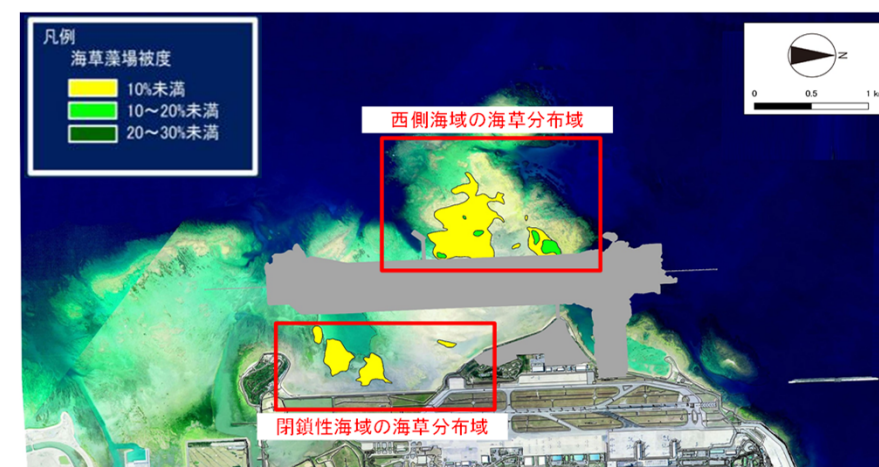 凡例
海草藻場被度
10%未満
10～20%未満
20～30%未満
N
0 0.5 1 k
西側海域の海草分布域
閉鎖性海域の海草分布域